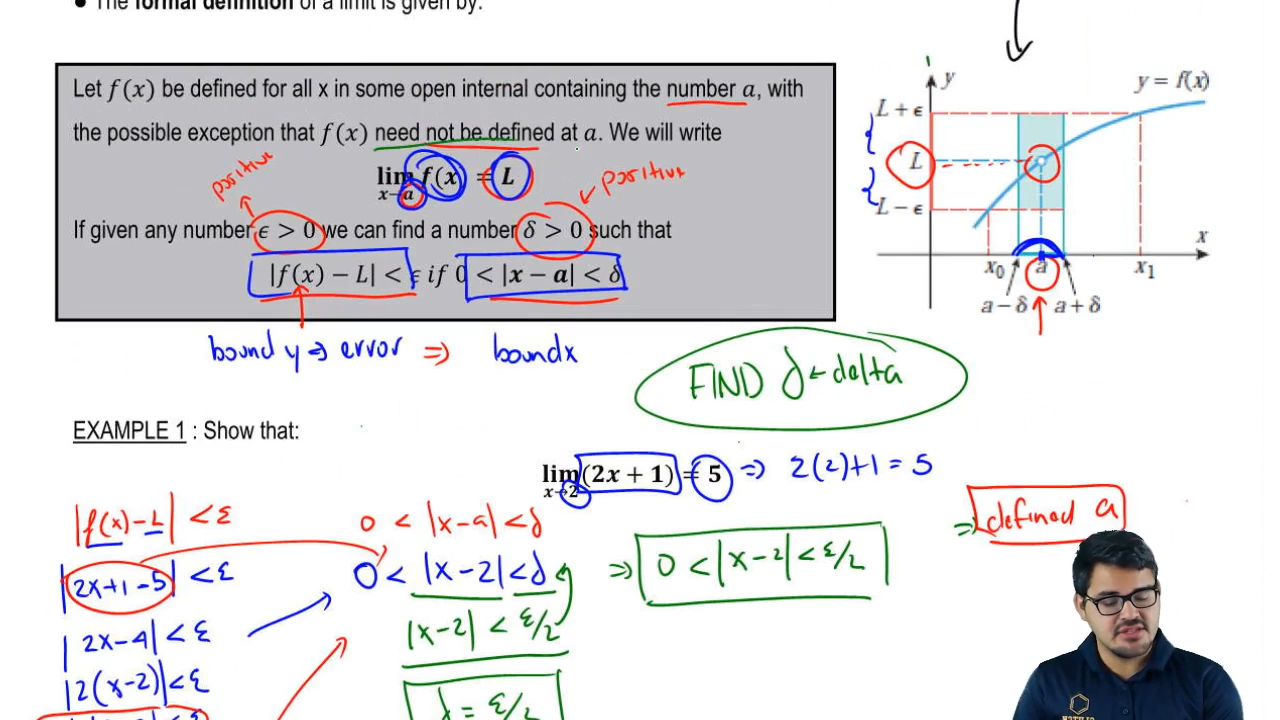 ● The formal definition of a limit is given by:
Let f(x) be defined for all x in some open internal containing the number a, with
the possible exception that f(x) need not be defined at a. We will write
positive
lim f(x) = L
x→a
positive
If given any number ϵ > 0 we can find a number δ > 0 such that
|f(x) − L| < ϵ if 0 < |x − a| < δ
bound y → error ⇒ bound x
y
y = f(x)
L + ϵ
L
L − ϵ
x
x₀ a x₁
a − δ a + δ
FIND δ ← delta
EXAMPLE 1 : Show that:
lim (2x + 1) = 5 ⇒ 2(2)+1 = 5
x→2
|f(x) − L| < ε
0 < |x−a| < δ
⇒ defined a
|2x+1−5| < ε
0 < |x−2| < δ ⇒ 0 < |x−2| < ε/2
|2x−4| < ε
|x−2| < ε/2
|2(x−2)| < ε
δ = ε/2